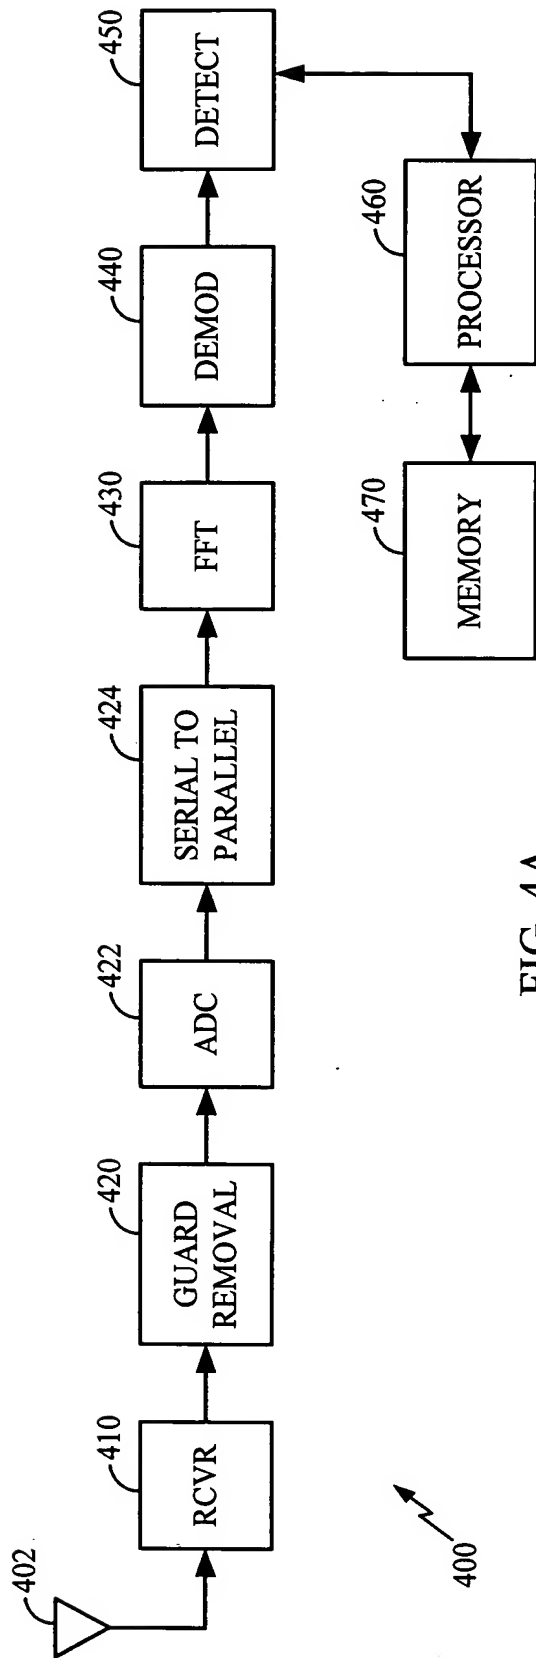 402
410
RCVR
420
GUARD
REMOVAL
422
ADC
424
SERIAL TO
PARALLEL
430
FFT
440
DEMOD
450
DETECT
470
MEMORY
460
PROCESSOR
400
FIG. 4A